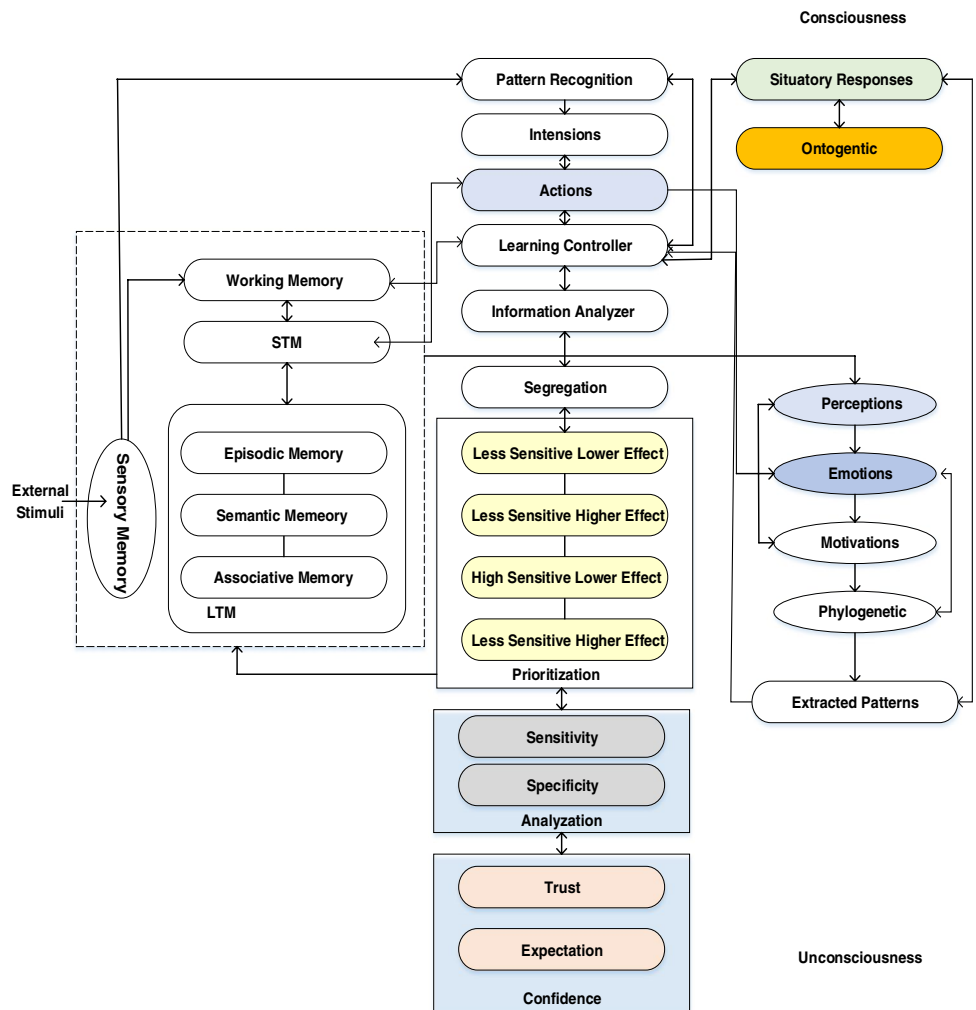 Consciousness
Pattern Recognition
Situatory Responses
Intensions
Ontogentic
Actions
Learning Controller
Working Memory
Information Analyzer
STM
Segregation
Perceptions
Episodic Memory
Less Sensitive Lower Effect
Emotions
External
Stimuli
Sensory Memory
Semantic Memeory
Less Sensitive Higher Effect
Motivations
Associative Memory
High Sensitive Lower Effect
LTM
Phylogenetic
Less Sensitive Higher Effect
Prioritization
Extracted Patterns
Sensitivity
Specificity
Analyzation
Trust
Expectation
Unconsciousness
Confidence